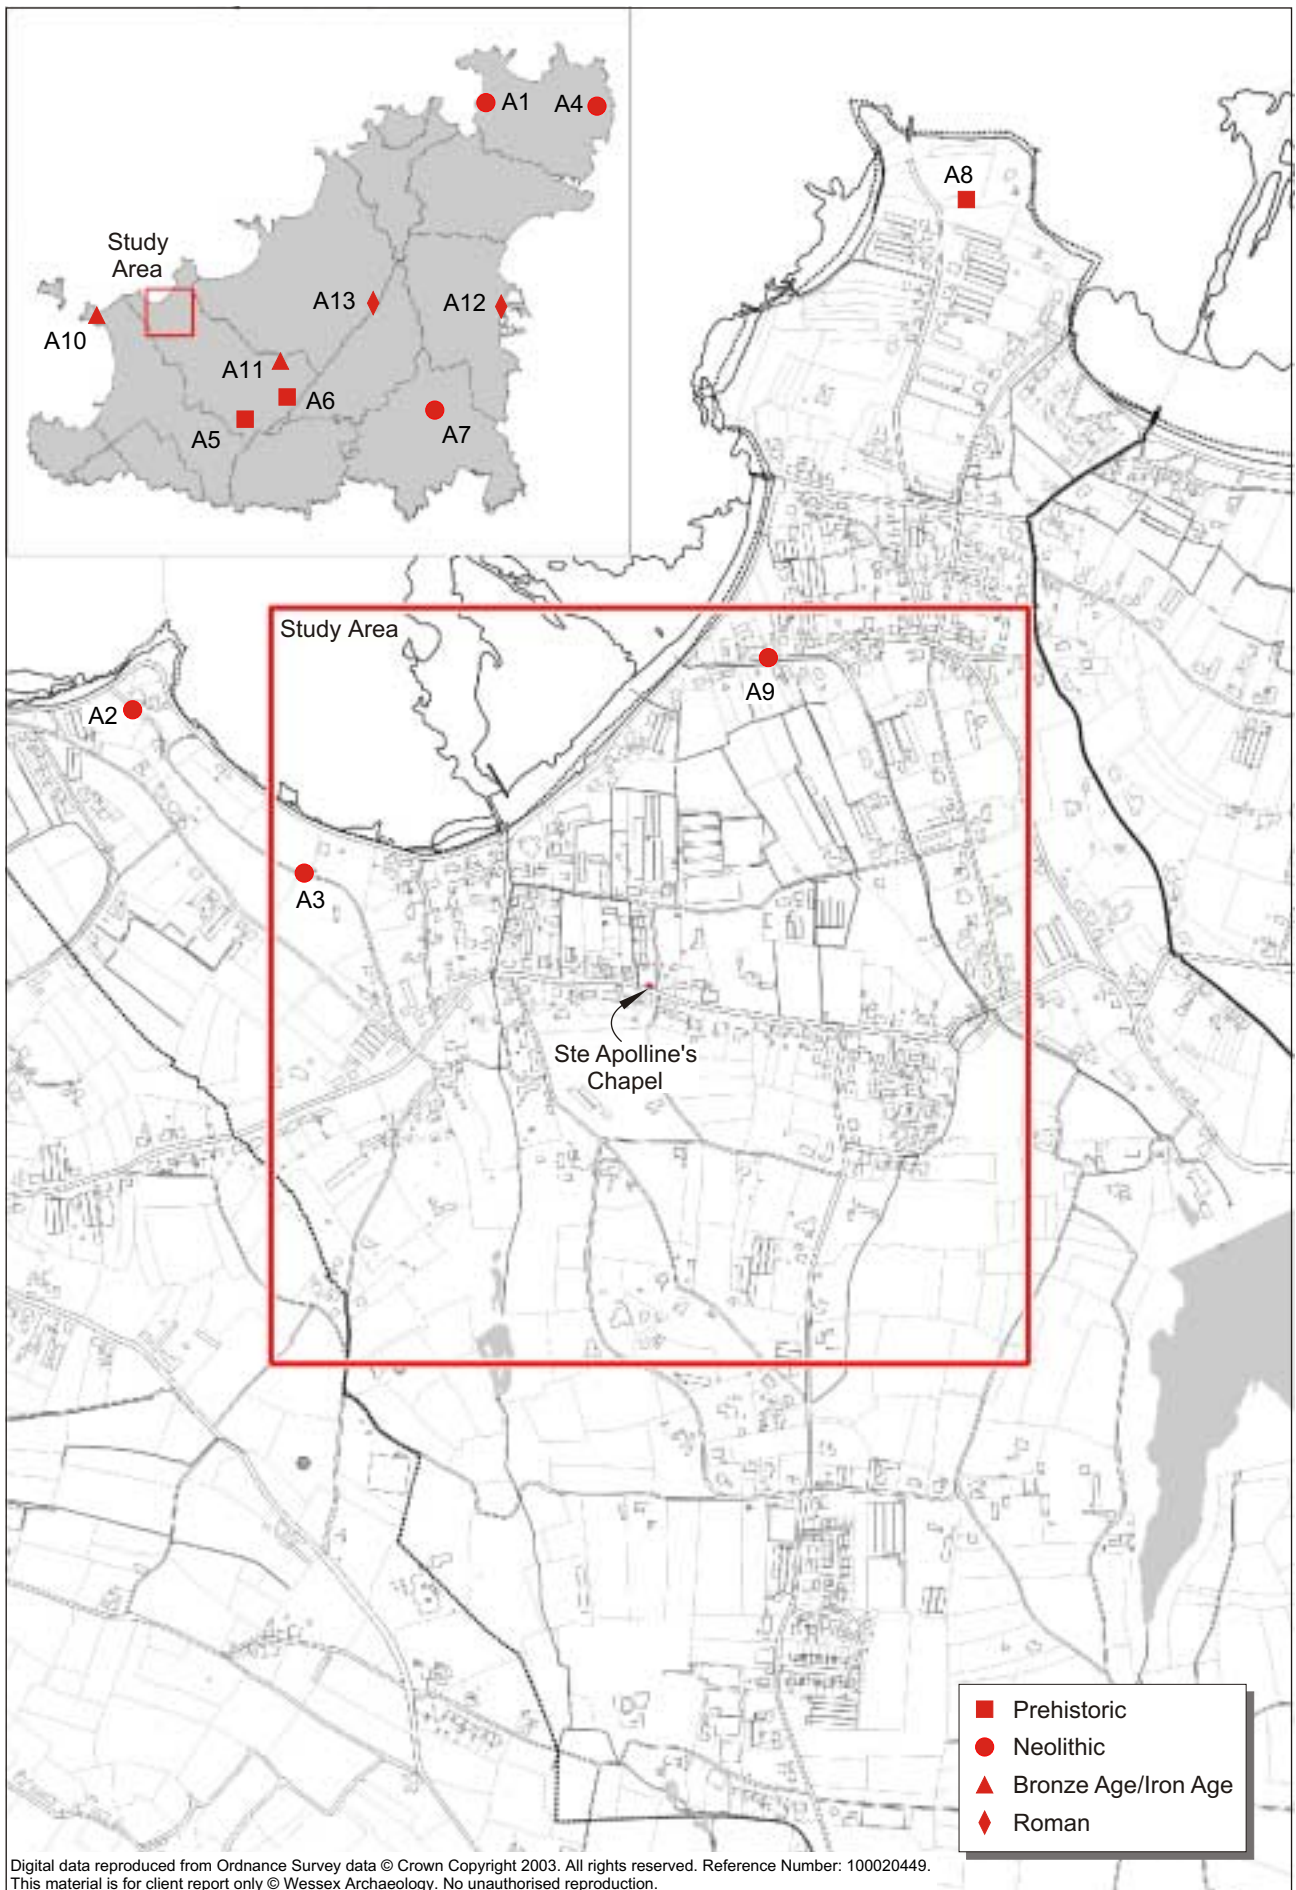 A1
A4
Study
Area
A13
A12
A10
A11
A6
A5
A7
A8
Study Area
A9
A2
A3
Ste Apolline's
Chapel
Prehistoric
Neolithic
Bronze Age/Iron Age
Roman
Digital data reproduced from Ordnance Survey data © Crown Copyright 2003. All rights reserved. Reference Number: 100020449.
This material is for client report only © Wessex Archaeology. No unauthorised reproduction.